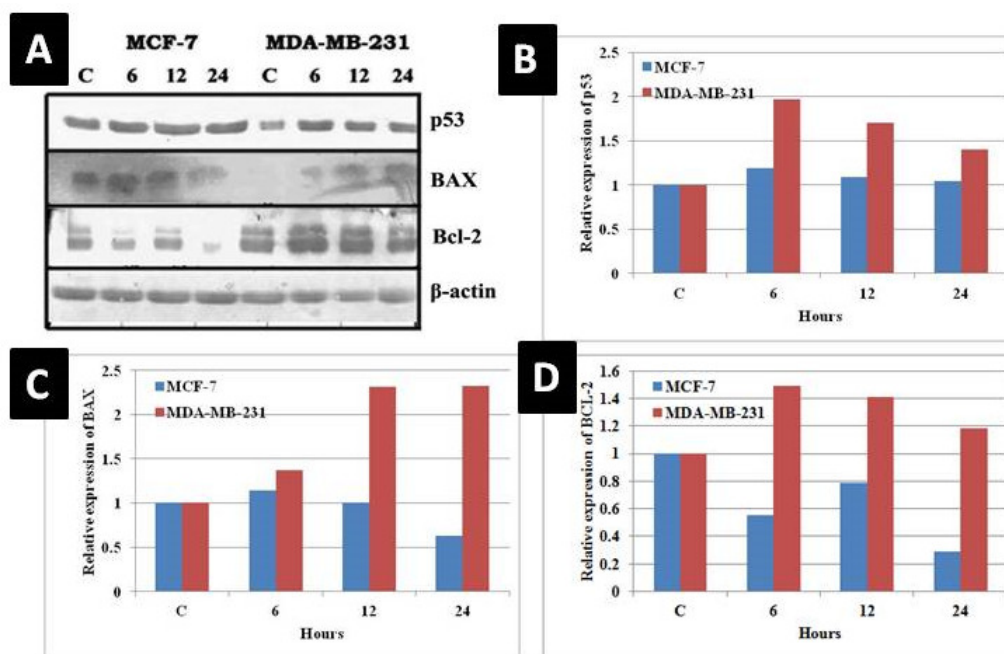 A
MCF-7 MDA-MB-231
C 6 12 24 C 6 12 24
p53
BAX
Bcl-2
β-actin
B
2.5
2
1.5
1
0.5
0
Relative expression of p53
MCF-7
MDA-MB-231
C 6 12 24
Hours
C
2.5
2
1.5
1
0.5
0
Relative expression of BAX
MCF-7
MDA-MB-231
C 6 12 24
Hours
D
1.6
1.4
1.2
1
0.8
0.6
0.4
0.2
0
Relative expression of BCL-2
MCF-7
MDA-MB-231
C 6 12 24
Hours